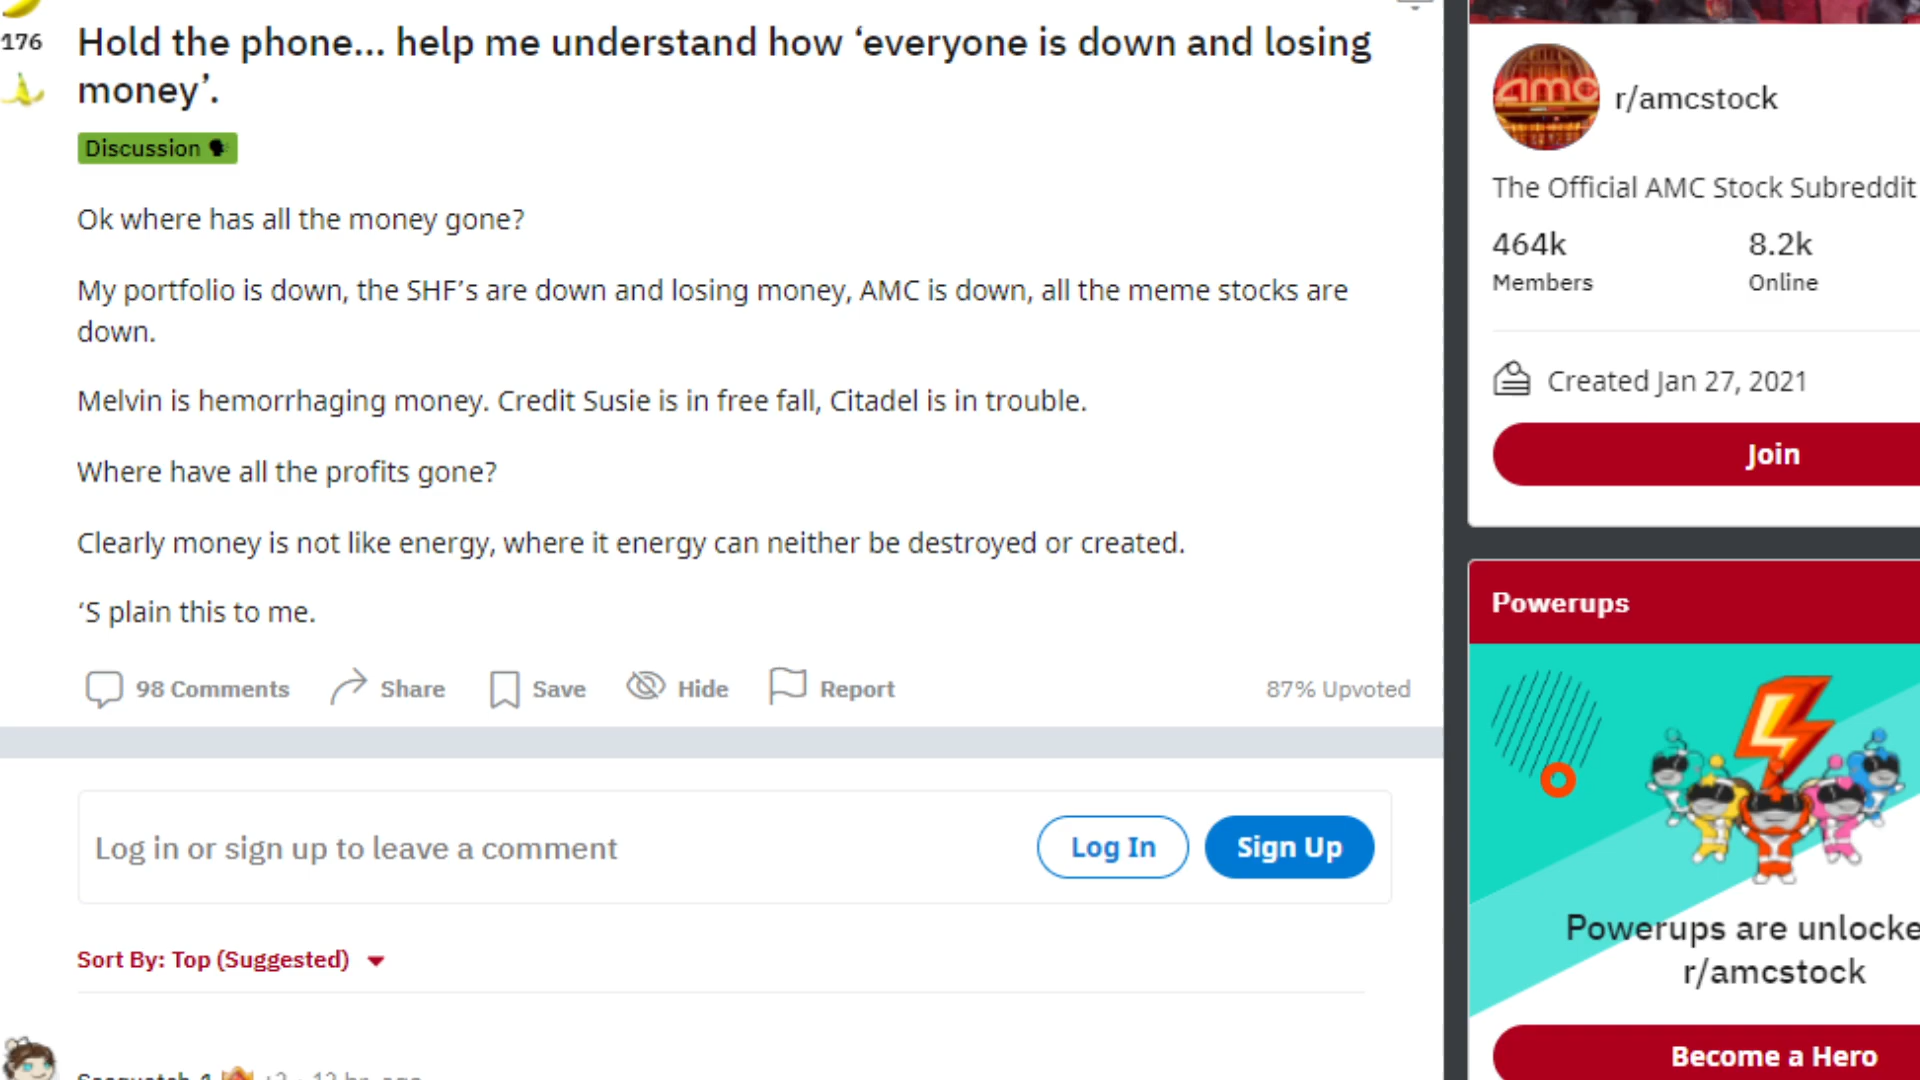 176
Hold the phone... help me understand how ‘everyone is down and losing
money’.
Discussion
Ok where has all the money gone?
My portfolio is down, the SHF’s are down and losing money, AMC is down, all the meme stocks are
down.
Melvin is hemorrhaging money. Credit Susie is in free fall, Citadel is in trouble.
Where have all the profits gone?
Clearly money is not like energy, where it energy can neither be destroyed or created.
‘S plain this to me.
98 Comments Share Save Hide Report 87% Upvoted
Log in or sign up to leave a comment Log In Sign Up
Sort By: Top (Suggested)
amc
r/amcstock
The Official AMC Stock Subreddit
464k 8.2k
Members Online
Created Jan 27, 2021
Join
Powerups
Powerups are unlocke
r/amcstock
Become a Hero